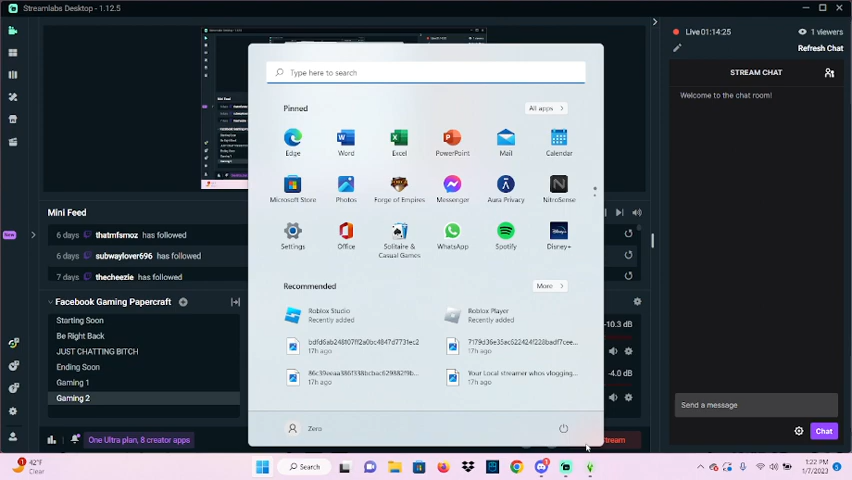 Streamlabs Desktop - 1.12.5
Live 01:14:25
1 viewers
Refresh Chat
STREAM CHAT
Welcome to the chat room!
Type here to search
Pinned
All apps >
Edge
Word
Excel
PowerPoint
Mail
Calendar
Microsoft Store
Photos
Forge of Empires
Messenger
Aura Privacy
NitroSense
Settings
Office
Solitaire &
Casual Games
WhatsApp
Spotify
Disney+
Recommended
More >
Roblox Studio
Recently added
Roblox Player
Recently added
17h ago
17h ago
17h ago
Your Local streamer whos vlogging...
17h ago
Zero
Mini Feed
New
6 days thatmfsmoz has followed
6 days subwaylover696 has followed
7 days thecheezie has followed
Facebook Gaming Papercraft
Starting Soon
Be Right Back
JUST CHATTING BITCH
Ending Soon
Gaming 1
Gaming 2
-10.3 dB
-4.0 dB
One Ultra plan, 8 creator apps
Send a message
Chat
42°F
Clear
Search
1:22 PM
1/7/2023